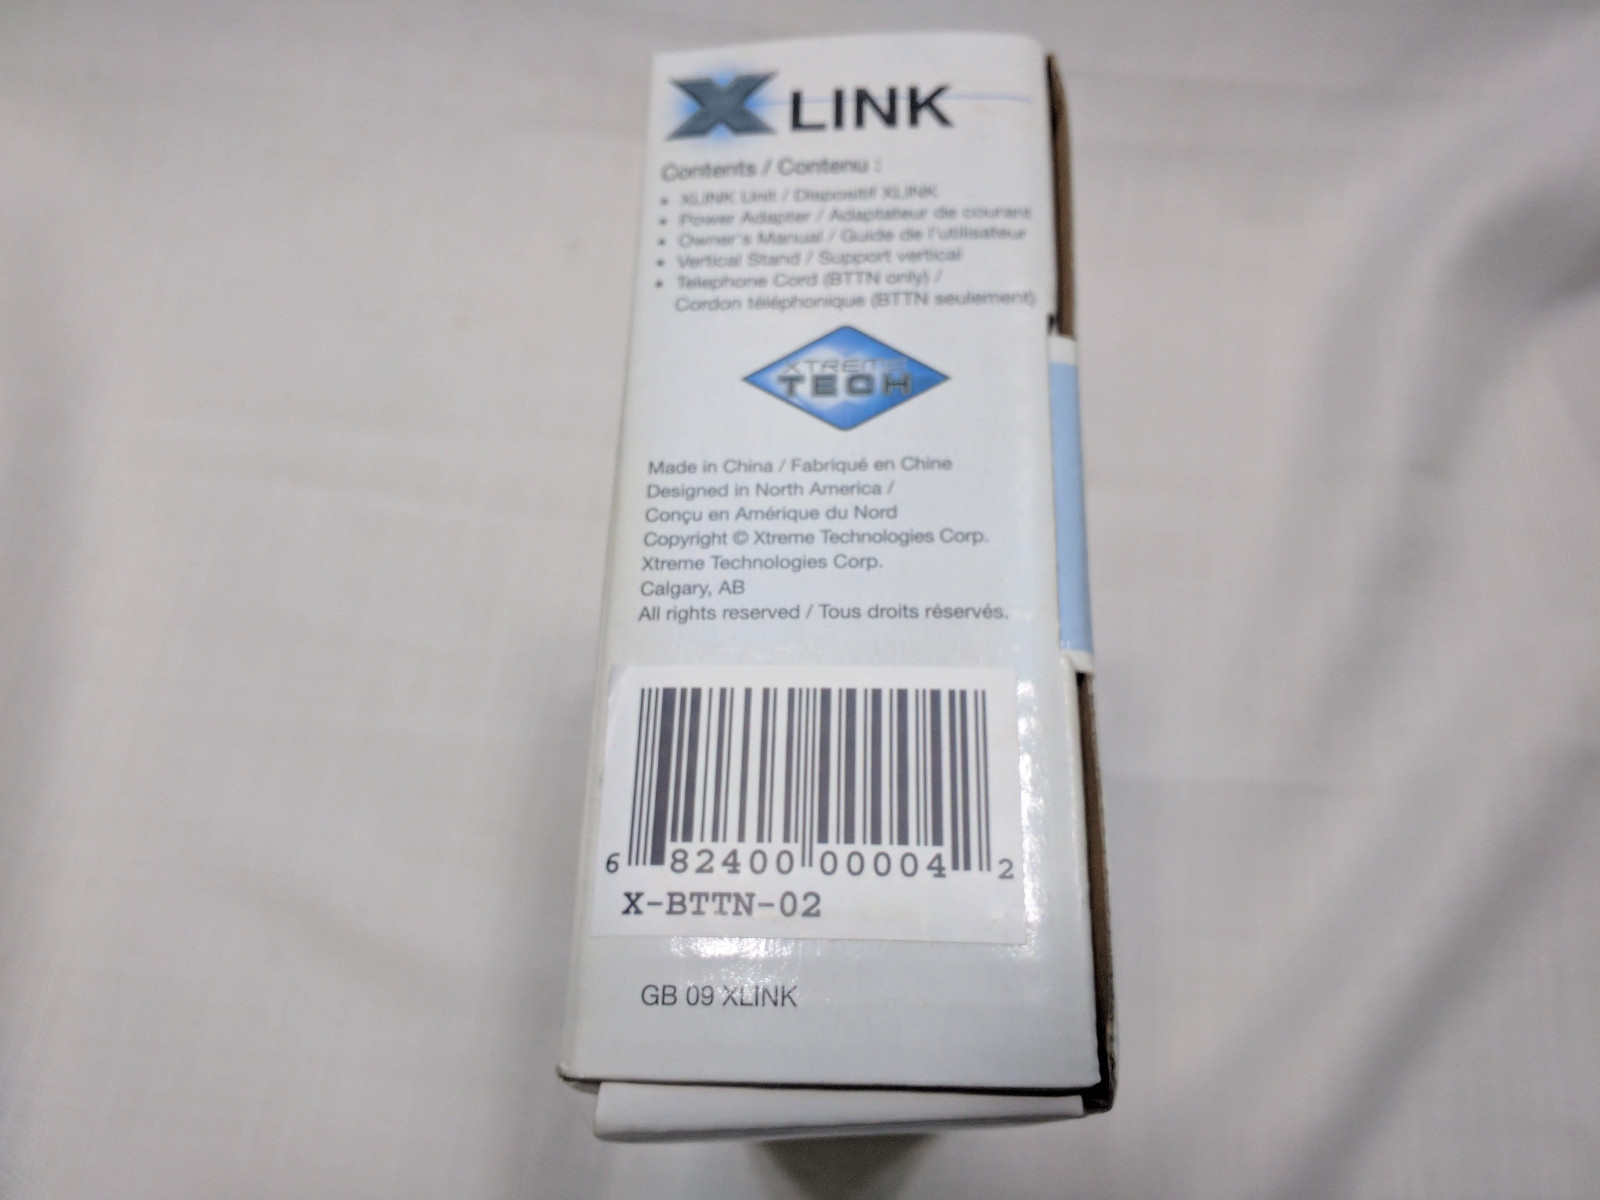 X LINK
Contents / Contenu :
• XLINK Unit / Dispositif XLINK
• Power Adapter / Adaptateur de courant
• Owner's Manual / Guide de l'utilisateur
• Vertical Stand / Support vertical
• Telephone Cord (BTTN only) /
Cordon téléphonique (BTTN seulement)
XTREME
TECH
Made in China / Fabriqué en Chine
Designed in North America /
Conçu en Amérique du Nord
Copyright © Xtreme Technologies Corp.
Xtreme Technologies Corp.
Calgary, AB
All rights reserved / Tous droits réservés.
6 82400 00004 2
X-BTTN-02
GB 09 XLINK